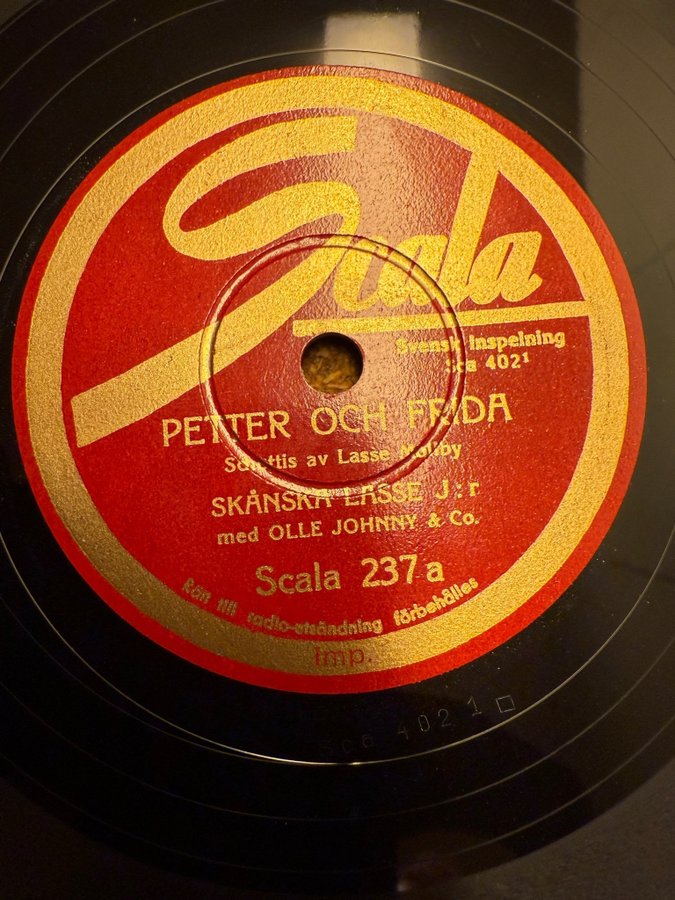 Scala
Svensk Inspelning
Sca 402¹
PETTER OCH FRIDA
Schottis av Lasse Mollby
SKÅNSKA LASSE J:r
med OLLE JOHNNY & Co.
Scala 237 a
Rätt till radio-utsändning förbehålles
Imp.
Sca 402 1 □